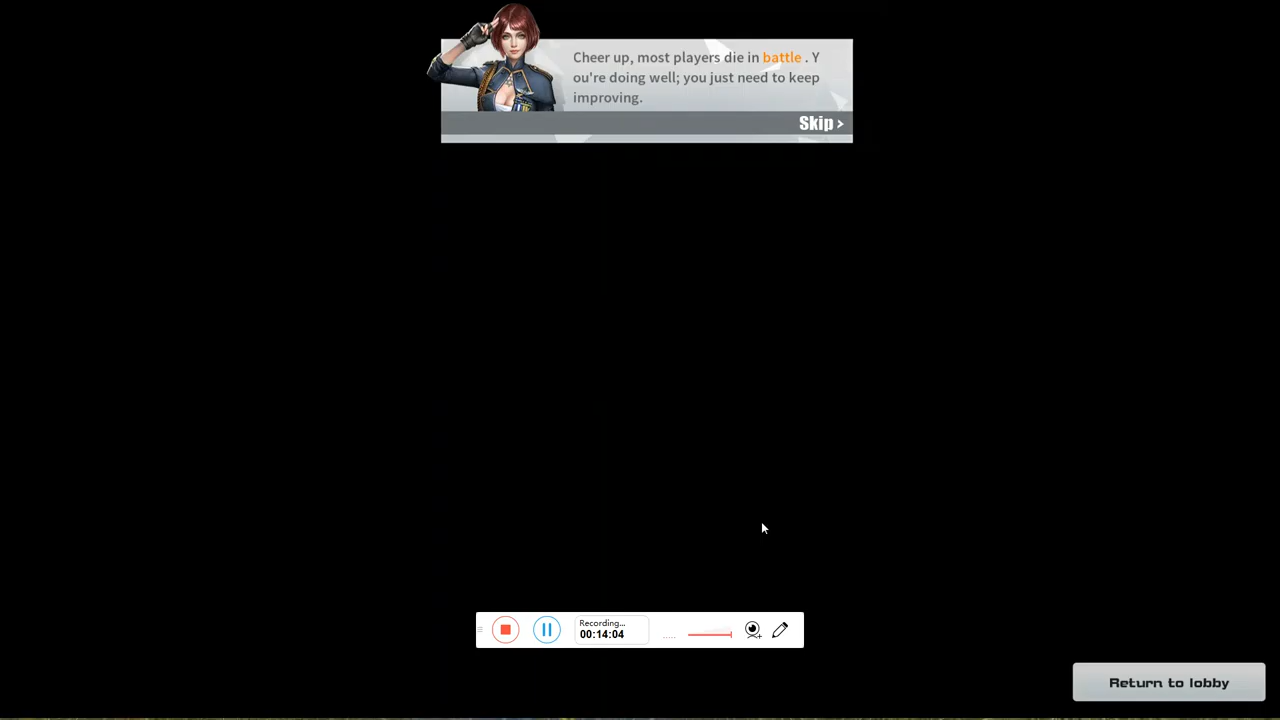 Cheer up, most players die in battle . Y
ou're doing well; you just need to keep
improving.
Skip >
Recording...
00:14:04
Return to lobby